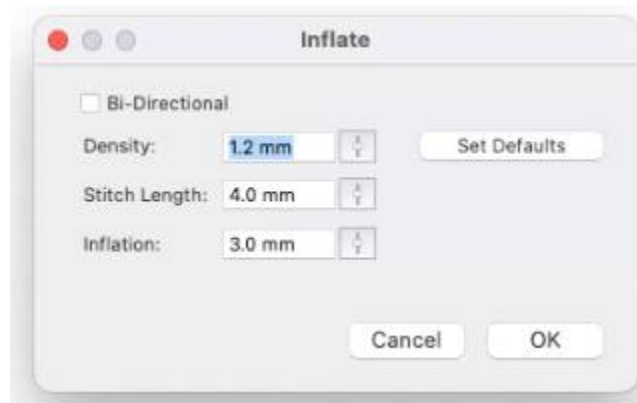 Inflate
Bi-Directional
Density: 1.2 mm Set Defaults
Stitch Length: 4.0 mm
Inflation: 3.0 mm
Cancel OK